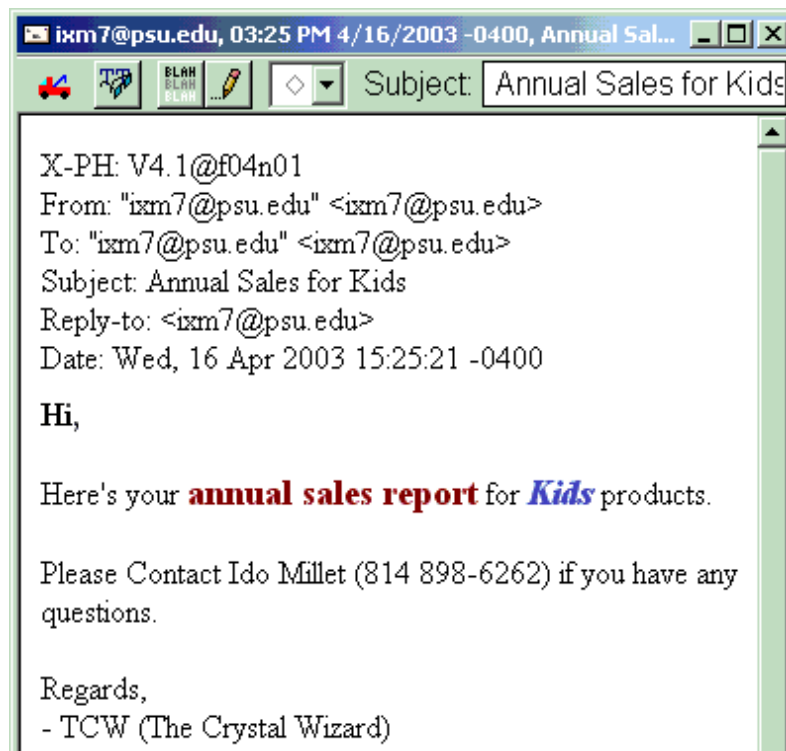 ixm7@psu.edu, 03:25 PM 4/16/2003 -0400, Annual Sal...
BLAH
BLAH
BLAH
Subject: Annual Sales for Kids
X-PH: V4.1@f04n01
From: "ixm7@psu.edu" <ixm7@psu.edu>
To: "ixm7@psu.edu" <ixm7@psu.edu>
Subject: Annual Sales for Kids
Reply-to: <ixm7@psu.edu>
Date: Wed, 16 Apr 2003 15:25:21 -0400
Hi,
Here's your annual sales report for Kids products.
Please Contact Ido Millet (814 898-6262) if you have any
questions.
Regards,
- TCW (The Crystal Wizard)